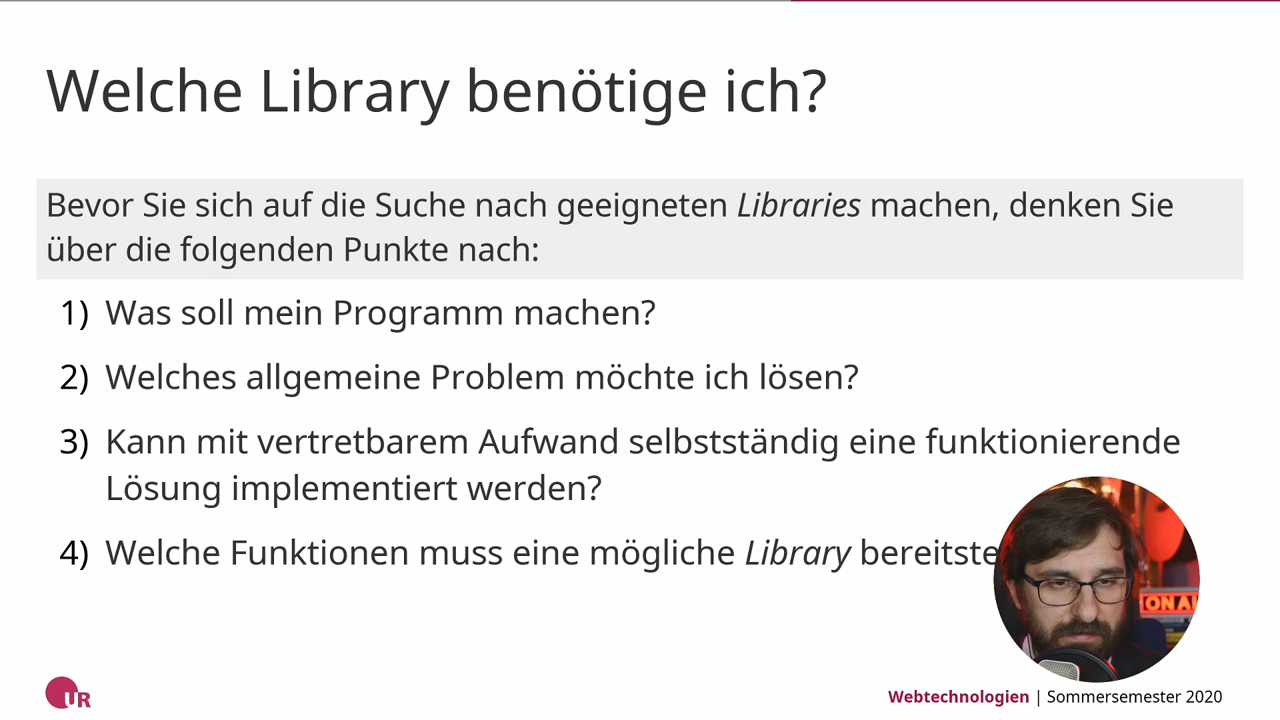 Welche Library benötige ich?
Bevor Sie sich auf die Suche nach geeigneten Libraries machen, denken Sie
über die folgenden Punkte nach:
1) Was soll mein Programm machen?
2) Welches allgemeine Problem möchte ich lösen?
3) Kann mit vertretbarem Aufwand selbstständig eine funktionierende
Lösung implementiert werden?
4) Welche Funktionen muss eine mögliche Library
ON AI
UR
Webtechnologien | Sommersemester 2020